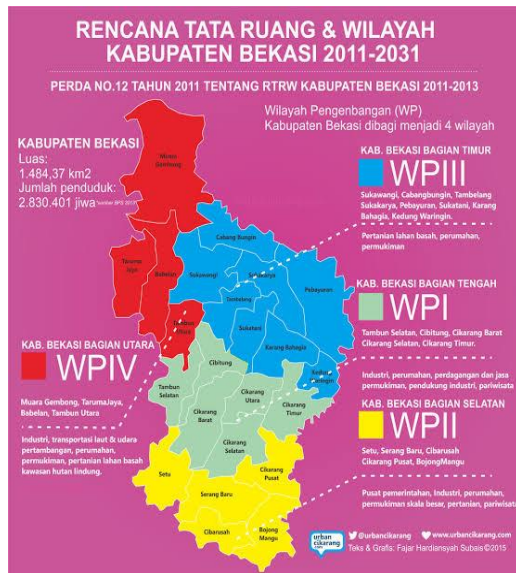 RENCANA TATA RUANG & WILAYAH
KABUPATEN BEKASI 2011-2031
PERDA NO.12 TAHUN 2011 TENTANG RTRW KABUPATEN BEKASI 2011-2013
Wilayah Pengenbangan (WP)
Kabupaten Bekasi dibagi menjadi 4 wilayah
KABUPATEN BEKASI
Luas:
1.484,37 km2
Jumlah penduduk:
2.830.401 jiwa
KAB. BEKASI BAGIAN TIMUR
WPIII
Sukawangi, Cabangbungin, Tambelang
Sukakarya, Pebayuran, Sukatani, Karang
Bahagia, Kedung Waringin.
Pertanian lahan basah, perumahan,
permukiman
KAB. BEKASI BAGIAN TENGAH
WPI
Tambun Selatan, Cibitung, Cikarang Barat
Cikarang Selatan, Cikarang Timur.
Industri, perumahan, perdagangan dan jasa
permukiman, pendukung industri, pariwisata
KAB. BEKASI BAGIAN SELATAN
WPII
Setu, Serang Baru, Cibarusah
Cikarang Pusat, BojongMangu
Pusat pemerintahan, Industri, perumahan,
permukiman skala besar, pertanian, pariwisata
KAB. BEKASI BAGIAN UTARA
WPIV
Muara Gembong, TarumaJaya,
Babelan, Tambun Utara
Industri, transportasi laut & udara
pertambangan, perumahan,
permukiman, pertanian lahan basah
kawasan hutan lindung.
Muara
Gembong
Taruma
Jaya
Babelan
Tambun
Utara
Cabang Bungin
Sukawangi
Sukakarya
Tambelang
Pebayuran
Sukatani
Karang Bahagia
Kedung
Waringin
Cibitung
Tambun
Selatan
Cikarang
Utara
Cikarang
Barat
Cikarang
Timur
Cikarang
Selatan
Setu
Cikarang
Pusat
Serang Baru
Cibarusah
Bojong
Mangu
urban
cikarang
.com
@urbancikarang
www.urbancikarang.com
Teks & Grafis: Fajar Hardiansyah Subais©2015